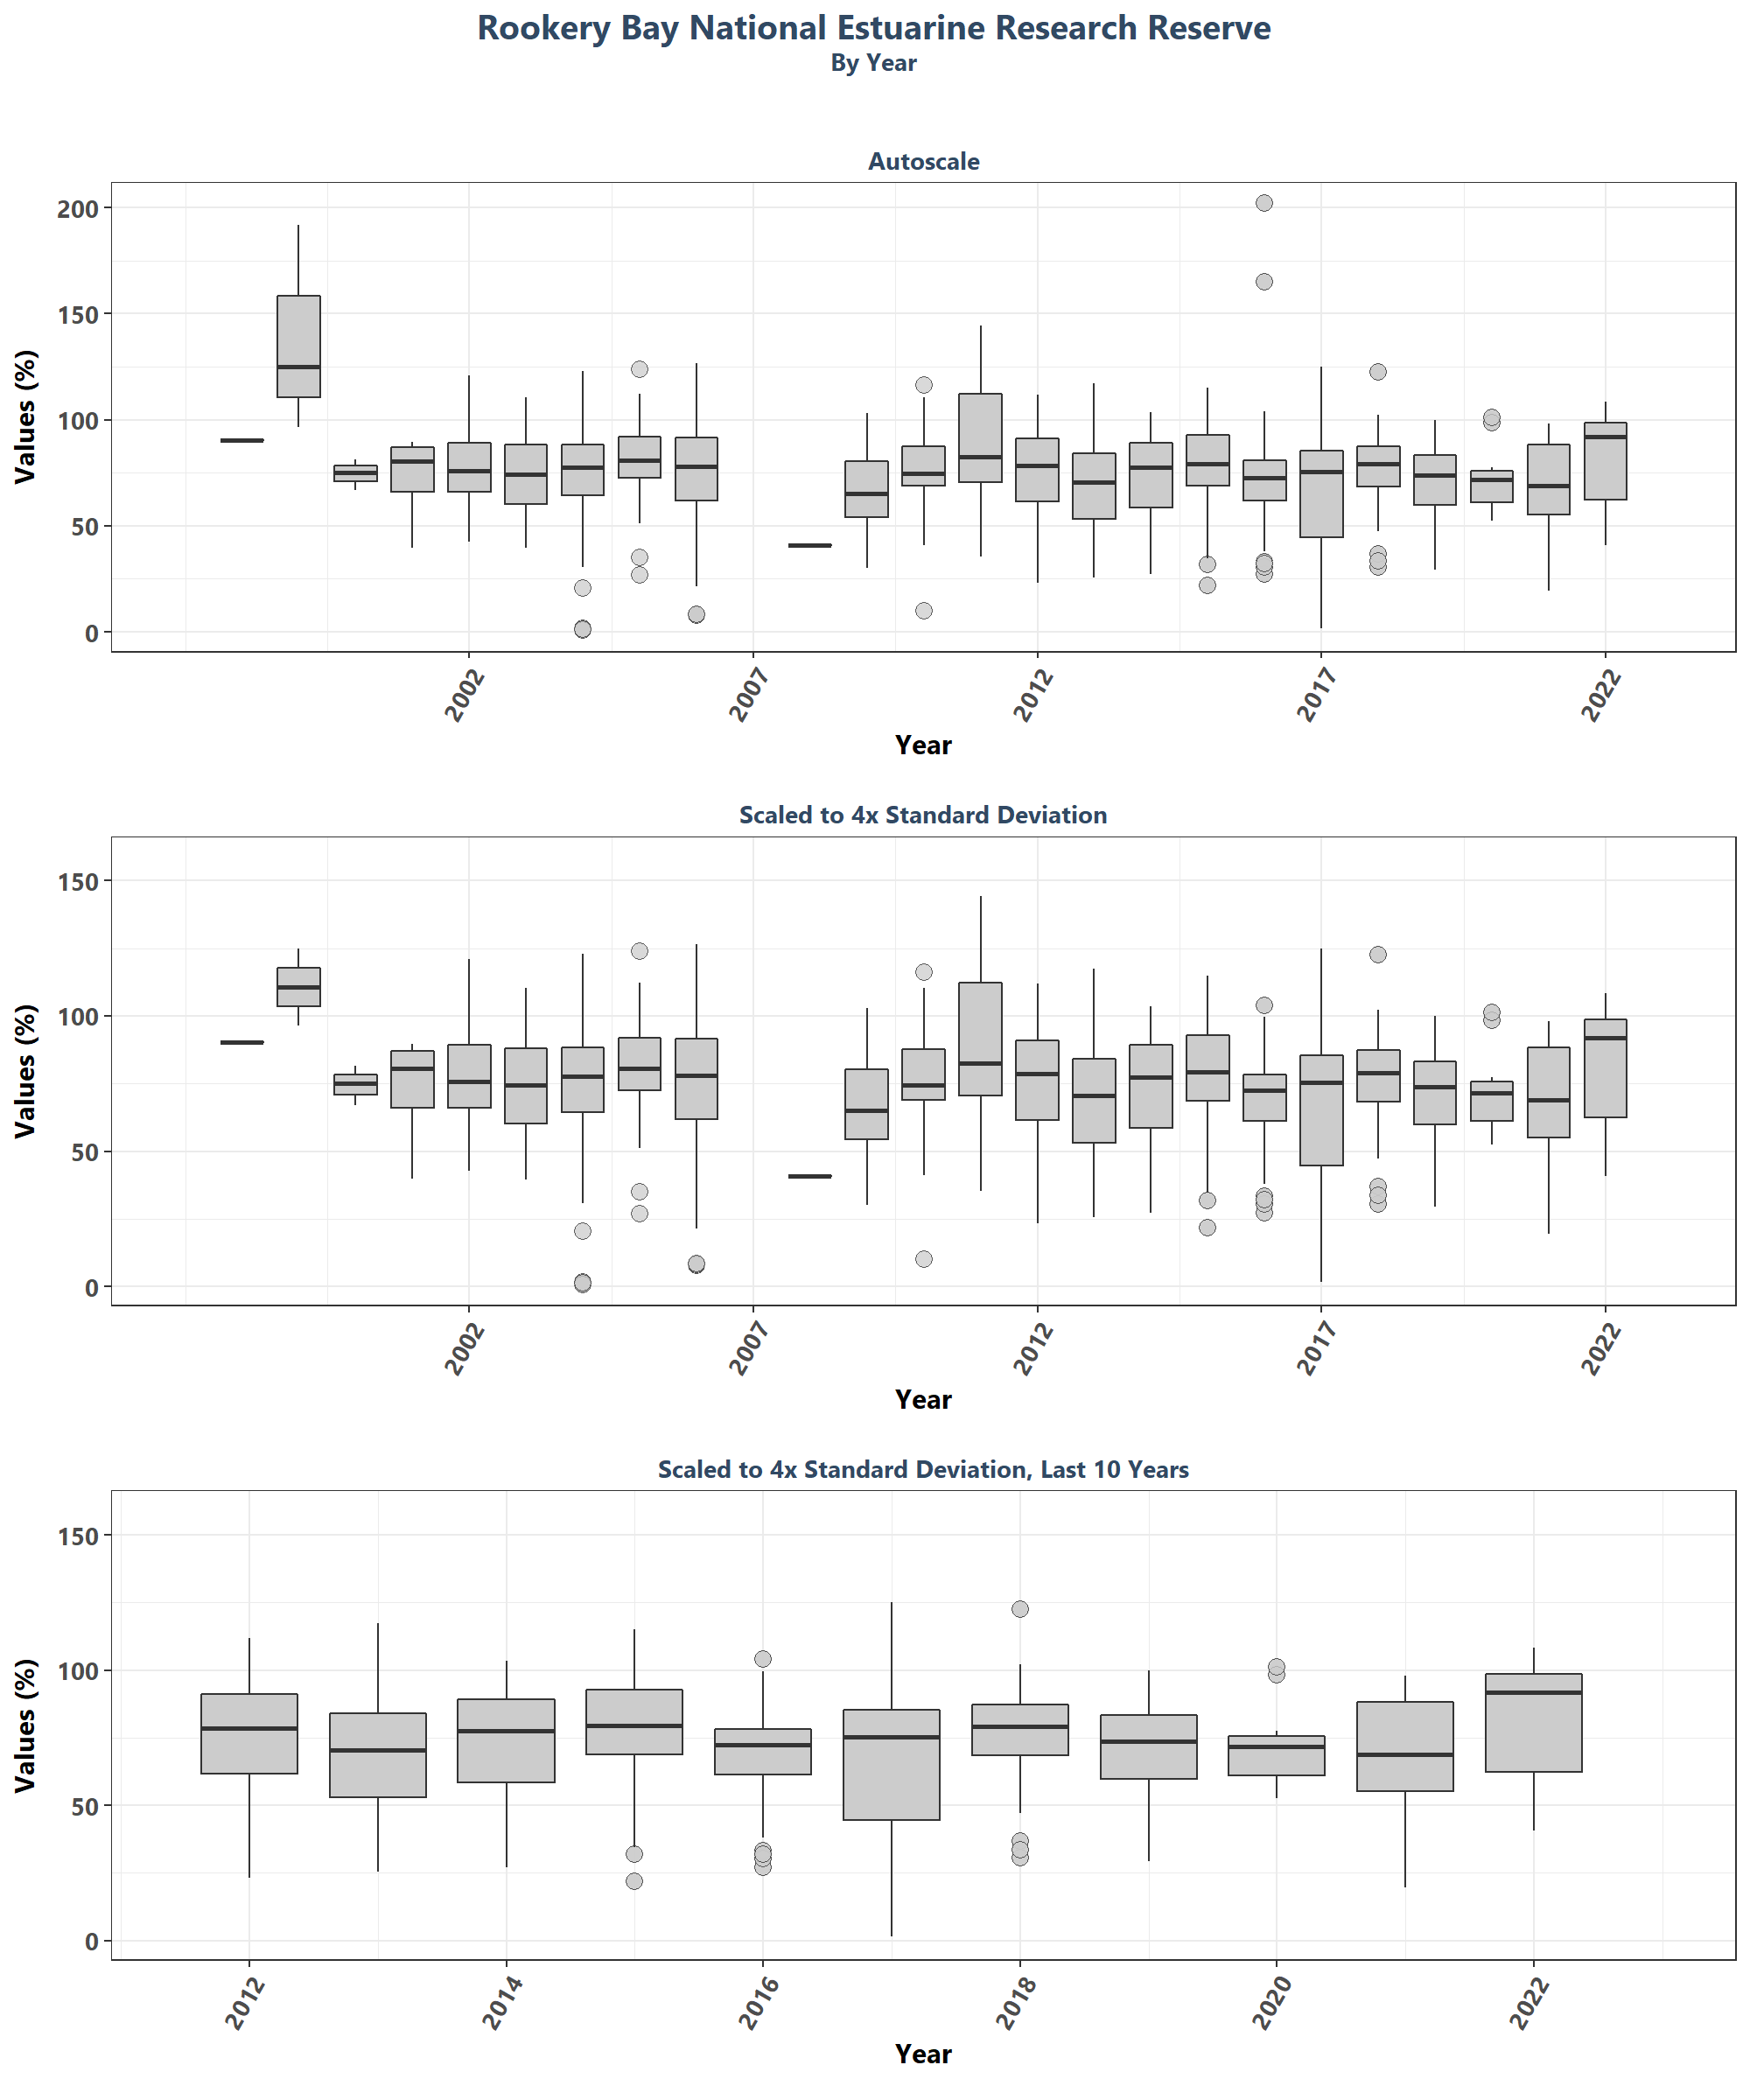 Rookery Bay National Estuarine Research Reserve
By Year
Autoscale
Values (%)
200
150
100
50
0
2002
2007
2012
2017
2022
Year
Scaled to 4x Standard Deviation
Values (%)
150
100
50
0
2002
2007
2012
2017
2022
Year
Scaled to 4x Standard Deviation, Last 10 Years
Values (%)
150
100
50
0
2012
2014
2016
2018
2020
2022
Year